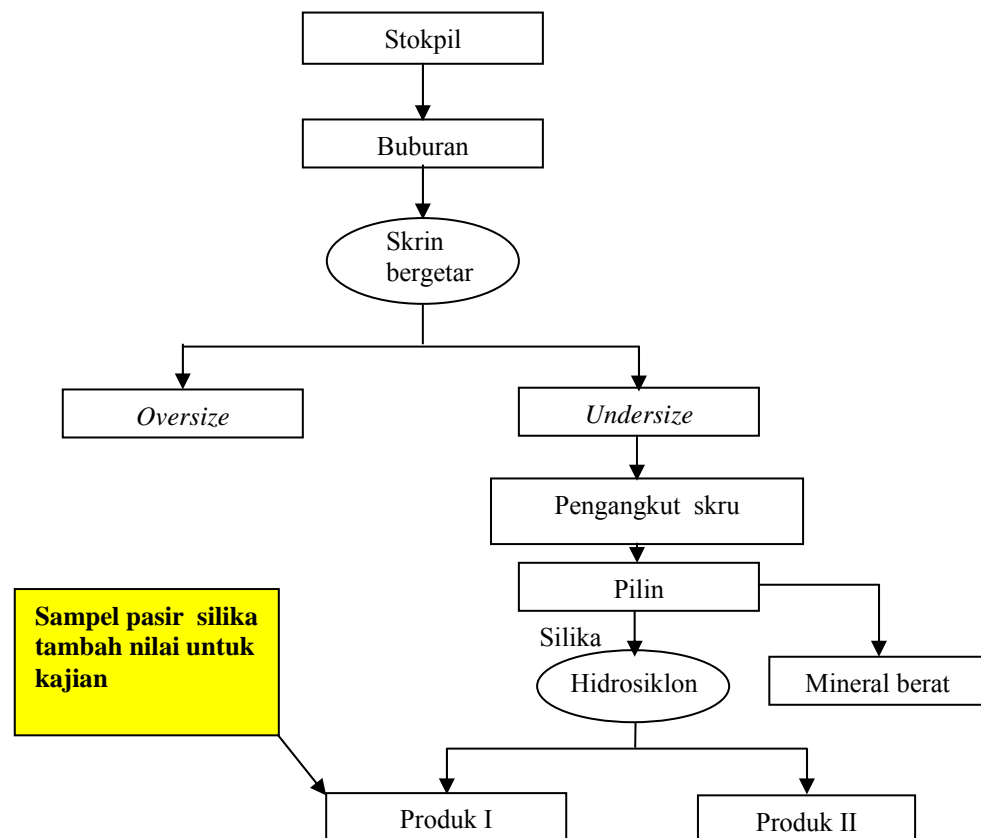 Stokpil
Buburan
Skrin
bergetar
Oversize
Undersize
Pengangkut skru
Pilin
Sampel pasir silika
tambah nilai untuk
kajian
Silika
Hidrosiklon
Mineral berat
Produk I
Produk II